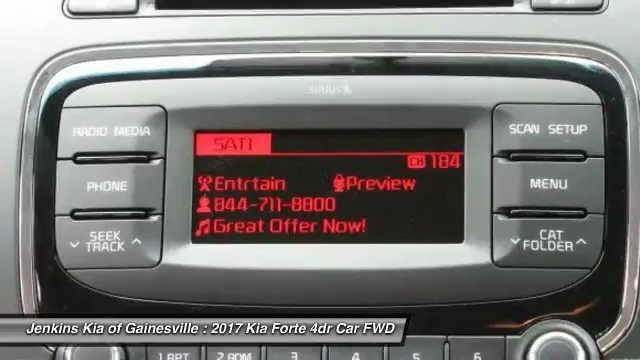 SIRIUS
RADIO MEDIA
PHONE
SEEK
TRACK
SAT1
CH 184
Entrtain Preview
844-711-8800
Great Offer Now!
SCAN SETUP
MENU
CAT
FOLDER
Jenkins Kia of Gainesville : 2017 Kia Forte 4dr Car FWD
1 RPT 2 RDM 3 4 5 6